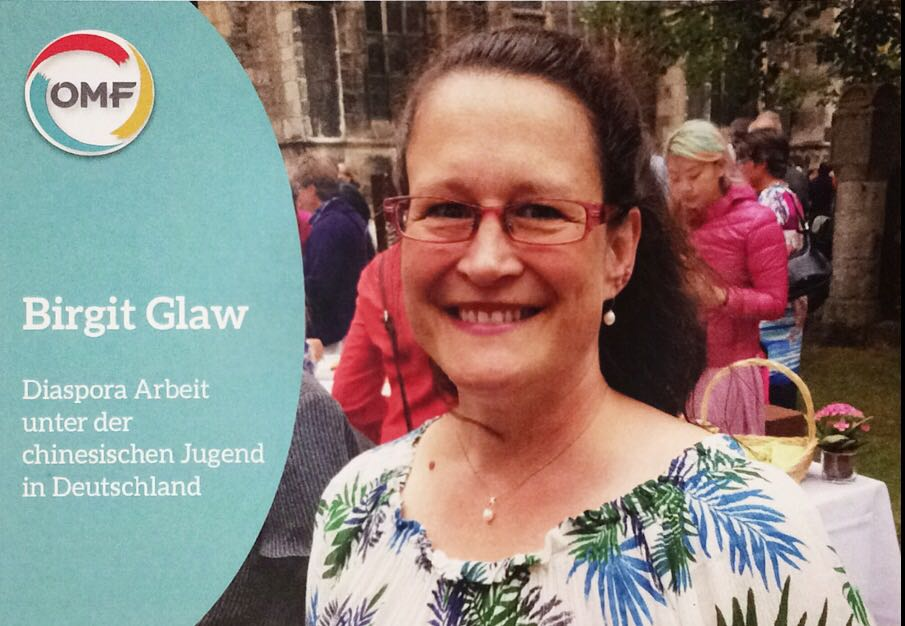 OMF
Birgit Glaw
Diaspora Arbeit
unter der
chinesischen Jugend
in Deutschland